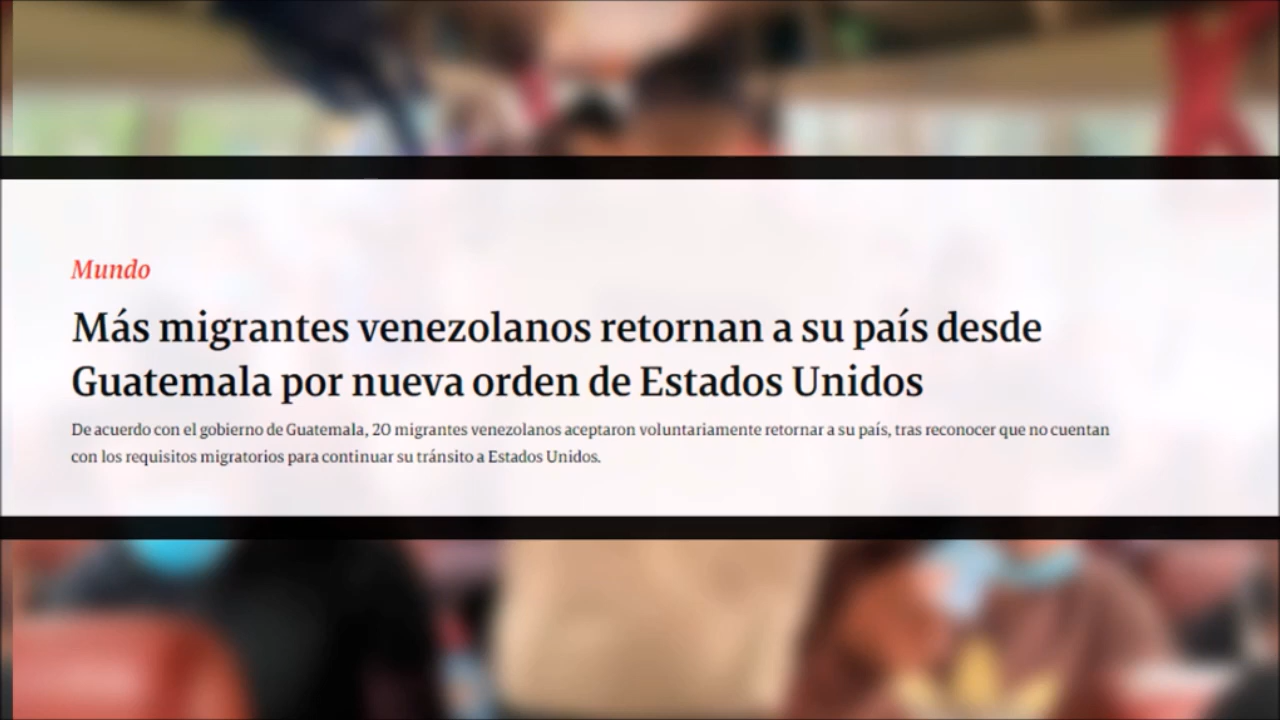 Mundo
Más migrantes venezolanos retornan a su país desde
Guatemala por nueva orden de Estados Unidos
De acuerdo con el gobierno de Guatemala, 20 migrantes venezolanos aceptaron voluntariamente retornar a su país, tras reconocer que no cuentan
con los requisitos migratorios para continuar su tránsito a Estados Unidos.